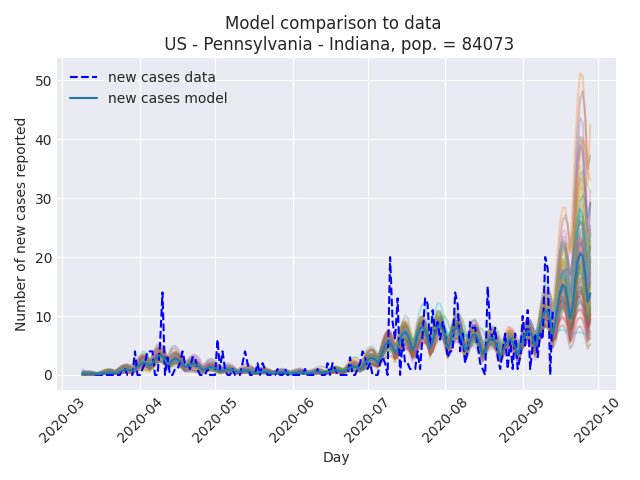 Model comparison to data
US - Pennsylvania - Indiana, pop. = 84073
new cases data
new cases model
Number of new cases reported
50
40
30
20
10
0
2020-03
2020-04
2020-05
2020-06
2020-07
2020-08
2020-09
2020-10
Day